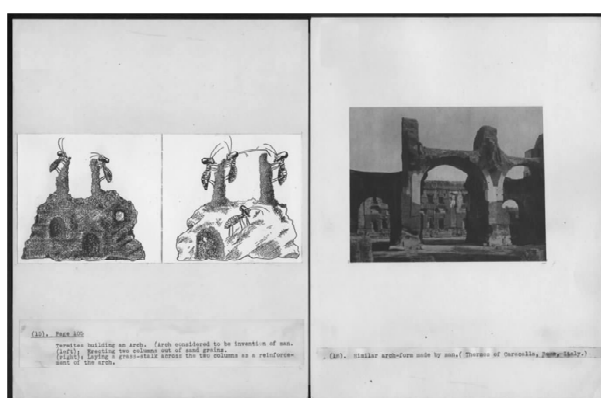 (15). Page 105
Termites building an Arch. (Arch considered to be invention of man.
(left): Erecting two columns out of sand grains.
(right): Laying a grass-stalk across the two columns as a reinforce-
ment of the arch.
(16). Similar arch-form made by man.( Thermae of Caracalla, Rome, Italy.)